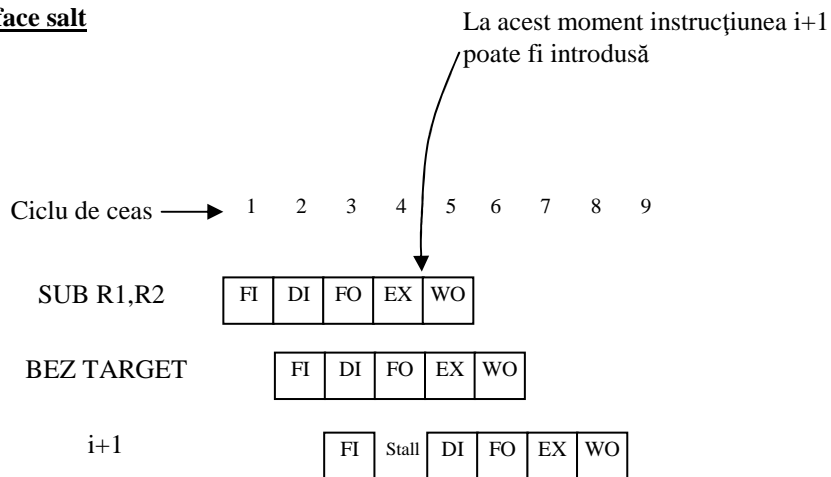 face salt
La acest moment instrucţiunea i+1
poate fi introdusă
Ciclu de ceas 1 2 3 4 5 6 7 8 9
SUB R1,R2 FI DI FO EX WO
BEZ TARGET FI DI FO EX WO
i+1 FI Stall DI FO EX WO